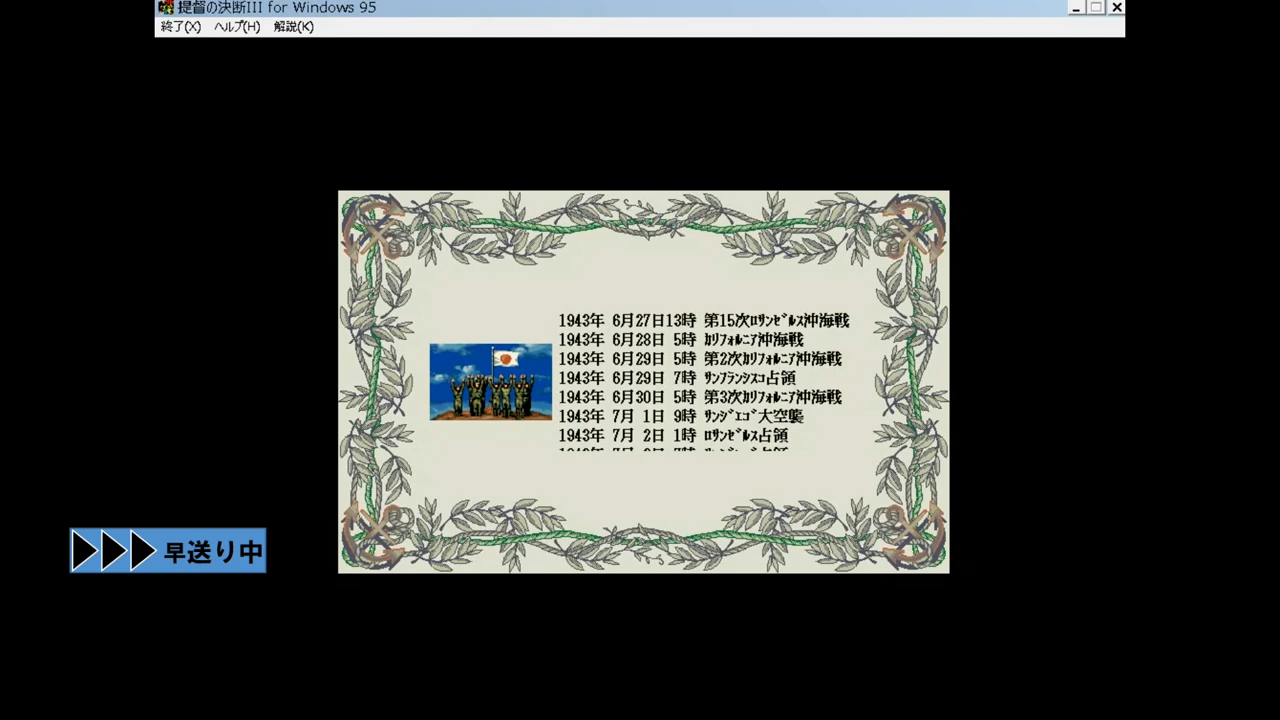 提督の決断III for Windows 95
終了(X) ヘルプ(H) 解説(K)
1943年 6月27日13時 第15次ﾛｻﾝｾﾞﾙｽ沖海戦
1943年 6月28日 5時 ｶﾘﾌｫﾙﾆｱ沖海戦
1943年 6月29日 5時 第2次ｶﾘﾌｫﾙﾆｱ沖海戦
1943年 6月29日 7時 ｻﾝﾌﾗﾝｼｽｺ占領
1943年 6月30日 5時 第3次ｶﾘﾌｫﾙﾆｱ沖海戦
1943年 7月 1日 9時 ｻﾝｼﾞｴｺﾞ大空襲
1943年 7月 2日 1時 ﾛｻﾝｾﾞﾙｽ占領
早送り中